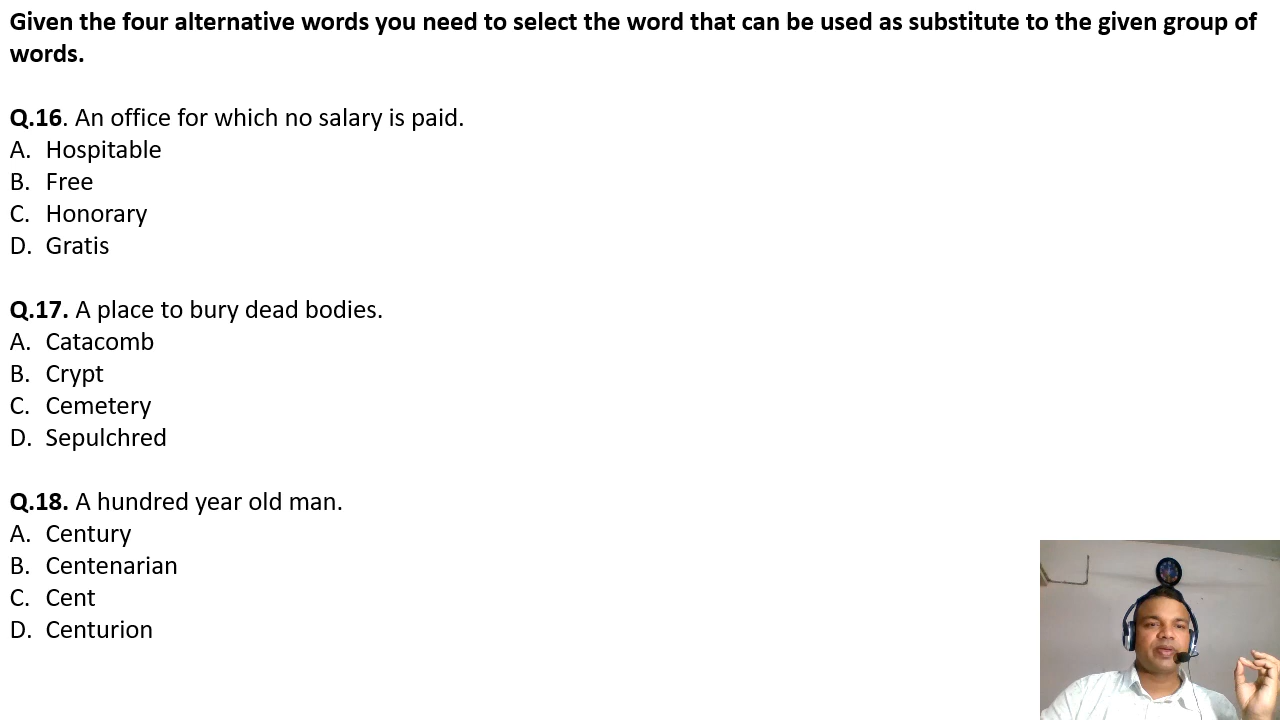 Given the four alternative words you need to select the word that can be used as substitute to the given group of
words.
Q.16. An office for which no salary is paid.
A. Hospitable
B. Free
C. Honorary
D. Gratis
Q.17. A place to bury dead bodies.
A. Catacomb
B. Crypt
C. Cemetery
D. Sepulchred
Q.18. A hundred year old man.
A. Century
B. Centenarian
C. Cent
D. Centurion